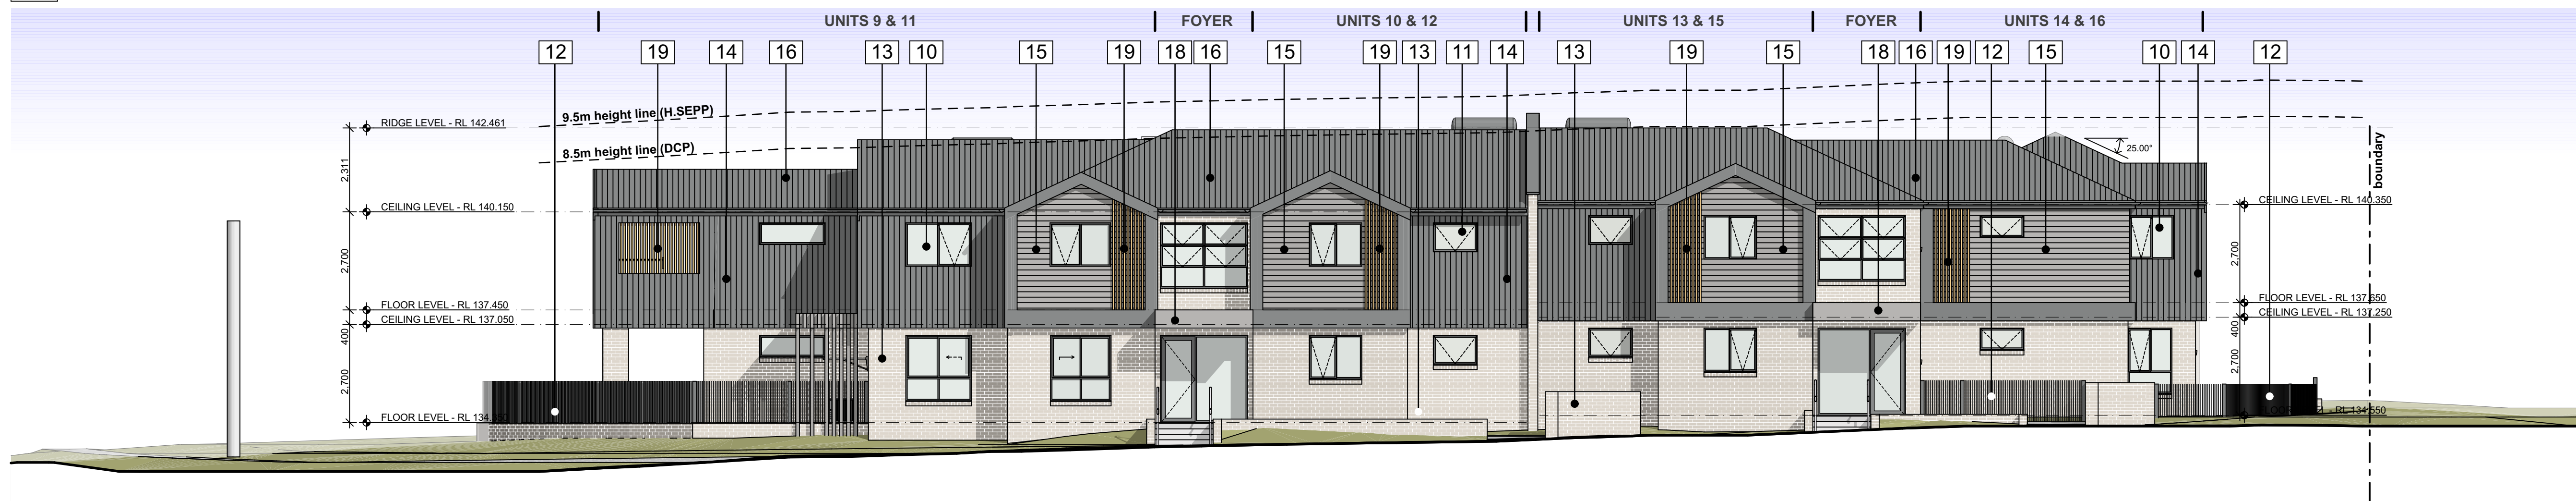 UNITS 9 & 11
FOYER
UNITS 10 & 12
UNITS 13 & 15
FOYER
UNITS 14 & 16
12
19
14
16
13
10
15
19
18
16
15
19
13
11
14
13
19
15
18
16
19
12
15
10
14
12
9.5m height line (H.SEPP)
8.5m height line (DCP)
RIDGE LEVEL - RL 142.461
25.00°
boundary
2,311
CEILING LEVEL - RL 140.150
CEILING LEVEL - RL 140.350
2,700
2,700
FLOOR LEVEL - RL 137.450
FLOOR LEVEL - RL 137.650
CEILING LEVEL - RL 137.050
CEILING LEVEL - RL 137.250
400
400
2,700
2,700
FLOOR LEVEL - RL 134.350
FLOOR LEVEL - RL 134.550